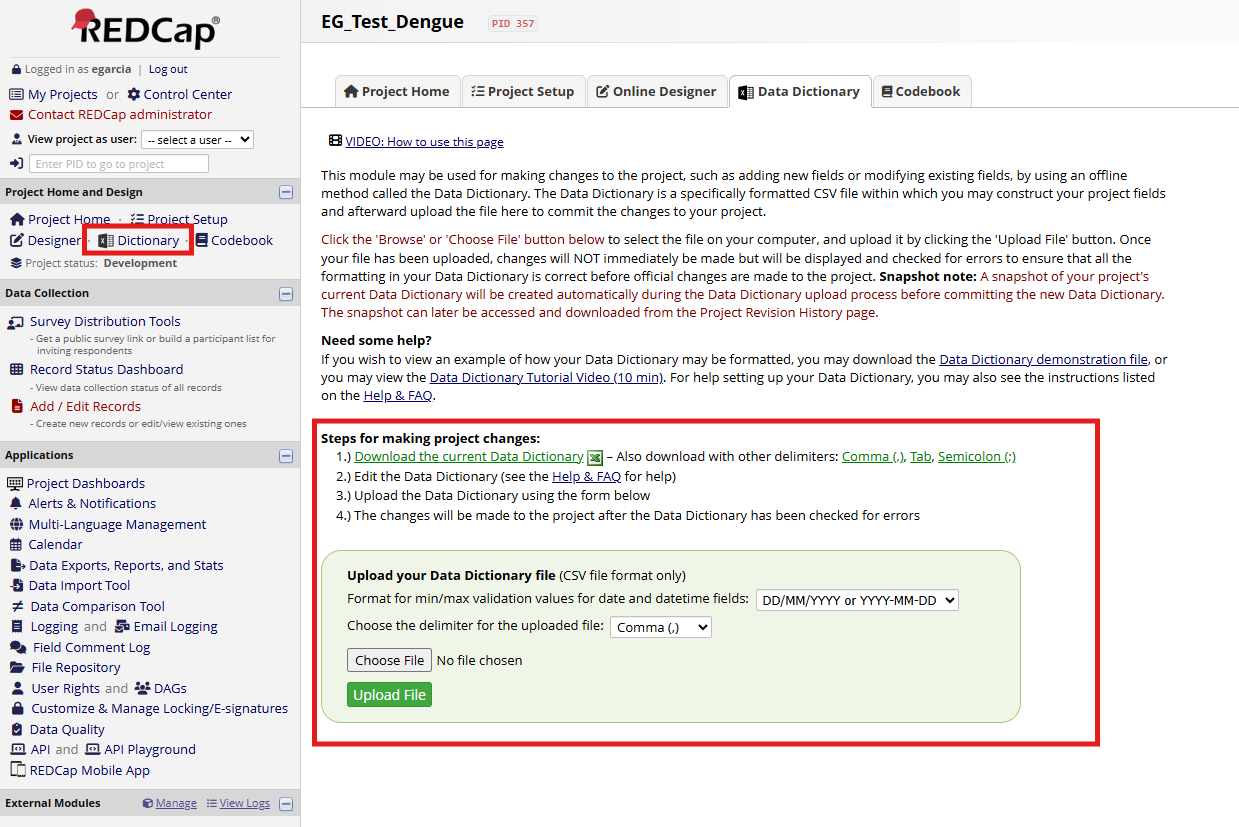 REDCap®
Logged in as egarcia | Log out
My Projects or Control Center
Contact REDCap administrator
View project as user: -- select a user --
Enter PID to go to project
Project Home and Design
Project Home · Project Setup
Designer · Dictionary · Codebook
Project status: Development
Data Collection
Survey Distribution Tools
- Get a public survey link or build a participant list for
inviting respondents
Record Status Dashboard
- View data collection status of all records
Add / Edit Records
- Create new records or edit/view existing ones
Applications
Project Dashboards
Alerts & Notifications
Multi-Language Management
Calendar
Data Exports, Reports, and Stats
Data Import Tool
Data Comparison Tool
Logging and Email Logging
Field Comment Log
File Repository
User Rights and DAGs
Customize & Manage Locking/E-signatures
Data Quality
API and API Playground
REDCap Mobile App
External Modules Manage View Logs
EG_Test_Dengue PID 357
Project Home Project Setup Online Designer Data Dictionary Codebook
VIDEO: How to use this page
This module may be used for making changes to the project, such as adding new fields or modifying existing fields, by using an offline
method called the Data Dictionary. The Data Dictionary is a specifically formatted CSV file within which you may construct your project fields
and afterward upload the file here to commit the changes to your project.
Click the 'Browse' or 'Choose File' button below to select the file on your computer, and upload it by clicking the 'Upload File' button. Once
your file has been uploaded, changes will NOT immediately be made but will be displayed and checked for errors to ensure that all the
formatting in your Data Dictionary is correct before official changes are made to the project. Snapshot note: A snapshot of your project's
current Data Dictionary will be created automatically during the Data Dictionary upload process before committing the new Data Dictionary.
The snapshot can later be accessed and downloaded from the Project Revision History page.
Need some help?
If you wish to view an example of how your Data Dictionary may be formatted, you may download the Data Dictionary demonstration file, or
you may view the Data Dictionary Tutorial Video (10 min). For help setting up your Data Dictionary, you may also see the instructions listed
on the Help & FAQ.
Steps for making project changes:
1.) Download the current Data Dictionary – Also download with other delimiters: Comma (,), Tab, Semicolon (;)
2.) Edit the Data Dictionary (see the Help & FAQ for help)
3.) Upload the Data Dictionary using the form below
4.) The changes will be made to the project after the Data Dictionary has been checked for errors
Upload your Data Dictionary file (CSV file format only)
Format for min/max validation values for date and datetime fields: DD/MM/YYYY or YYYY-MM-DD
Choose the delimiter for the uploaded file: Comma (,)
Choose File No file chosen
Upload File